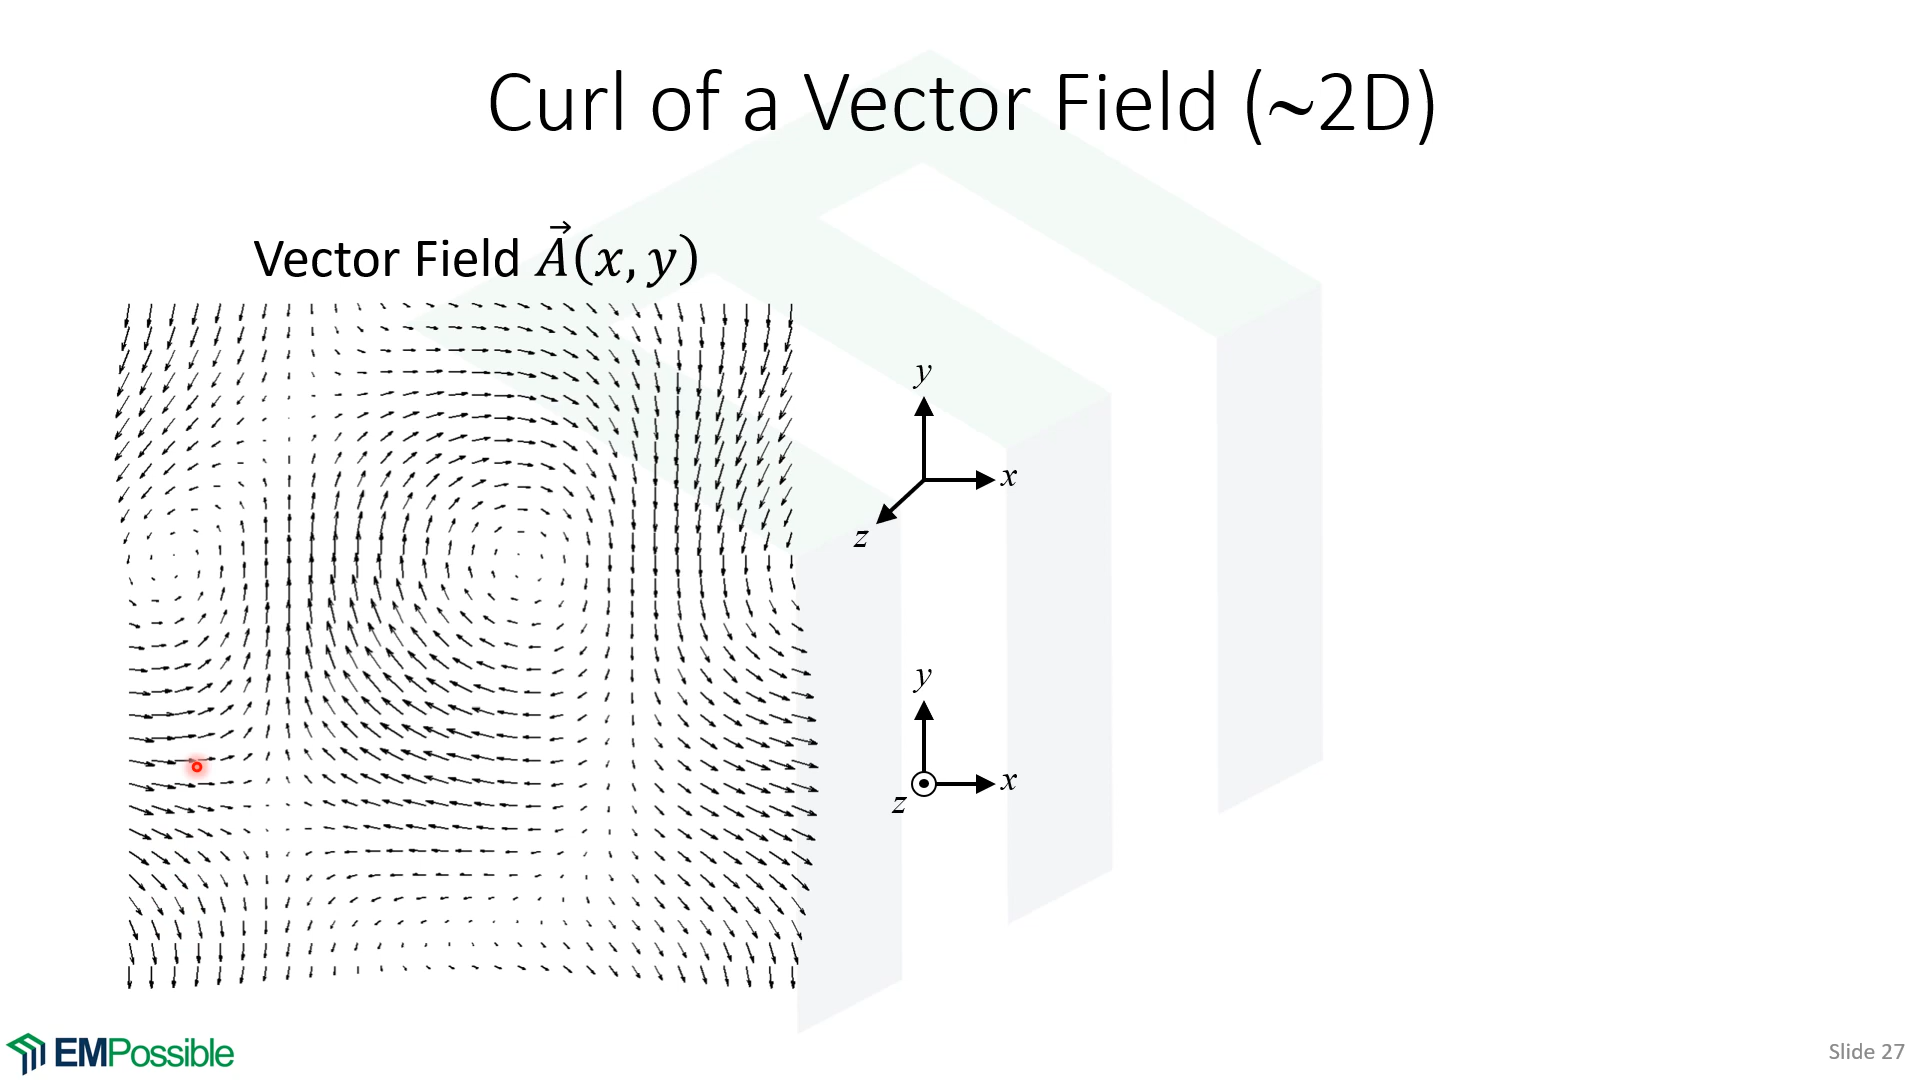 Curl of a Vector Field (~2D)
Vector Field A⃗(x, y)
y
x
z
y
x
z
EMPossible
Slide 27